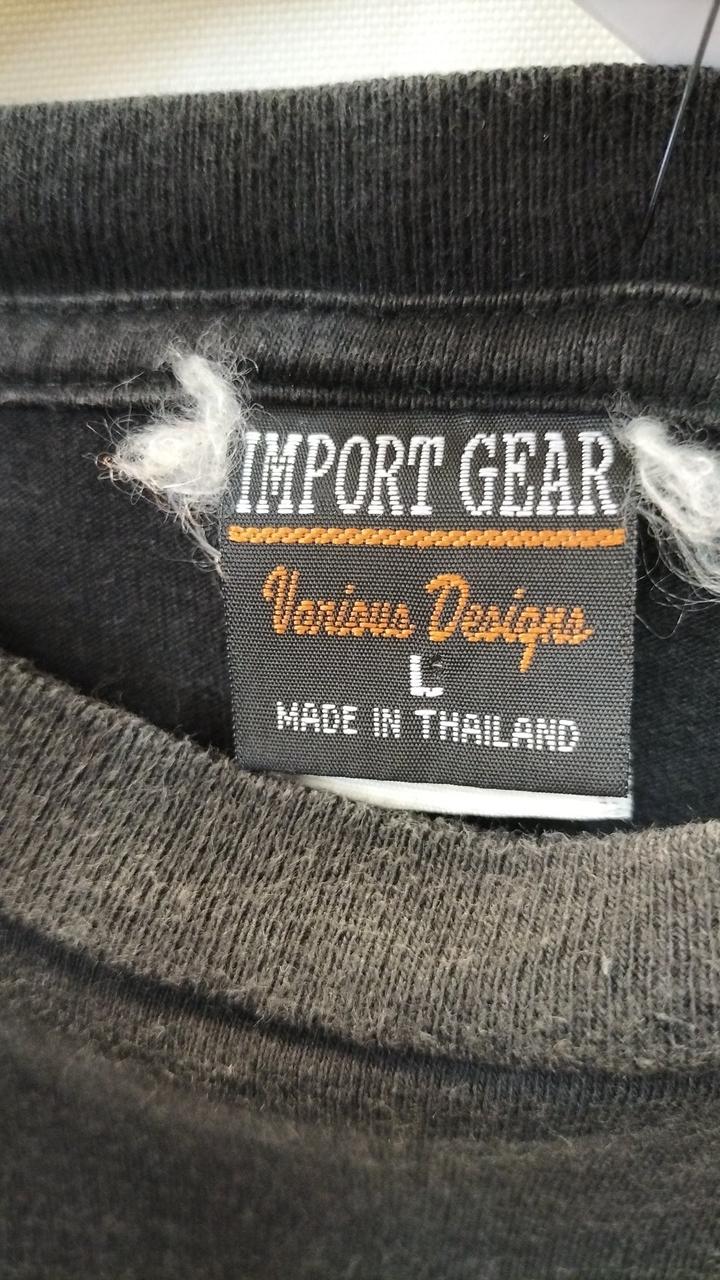 IMPORT GEAR
Various Designs
L
MADE IN THAILAND